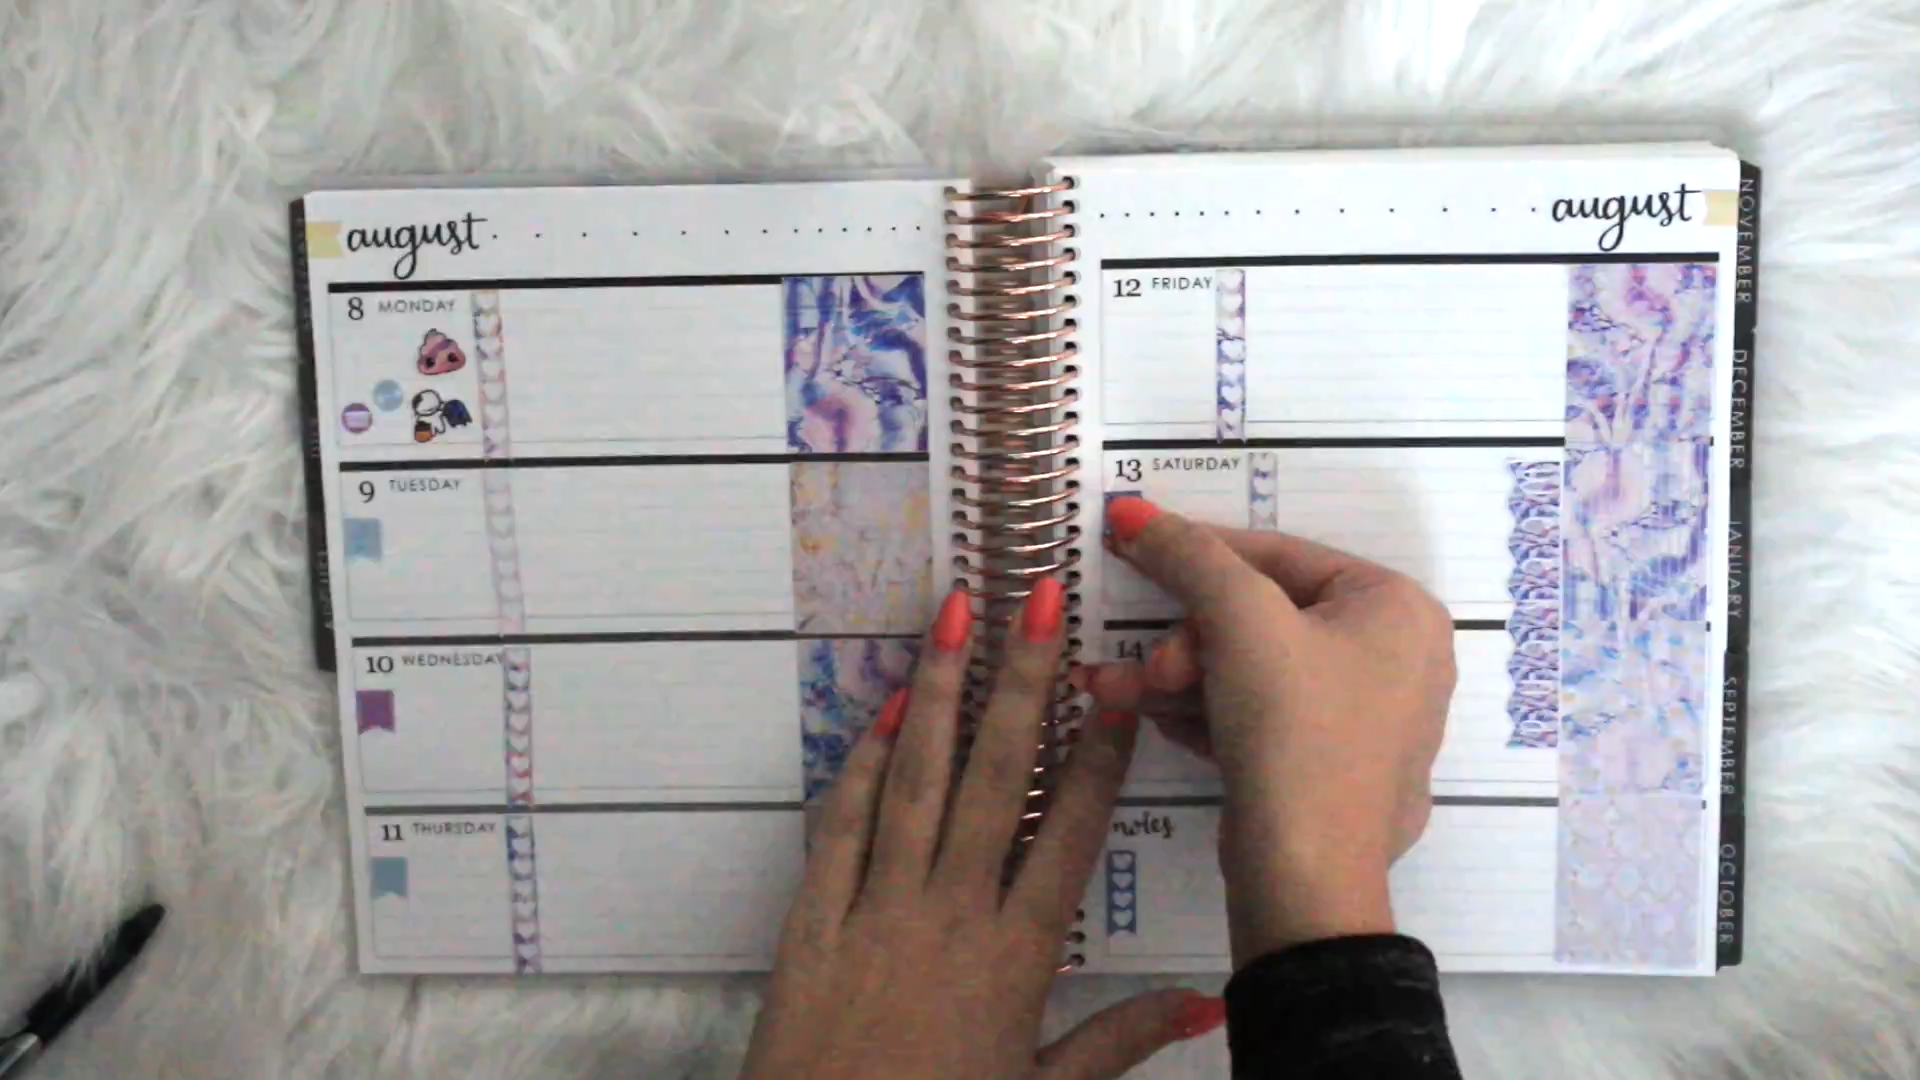 august
8 MONDAY
9 TUESDAY
10 WEDNESDAY
11 THURSDAY
august
12 FRIDAY
13 SATURDAY
14
notes
NOVEMBER
DECEMBER
JANUARY
SEPTEMBER
OCTOBER